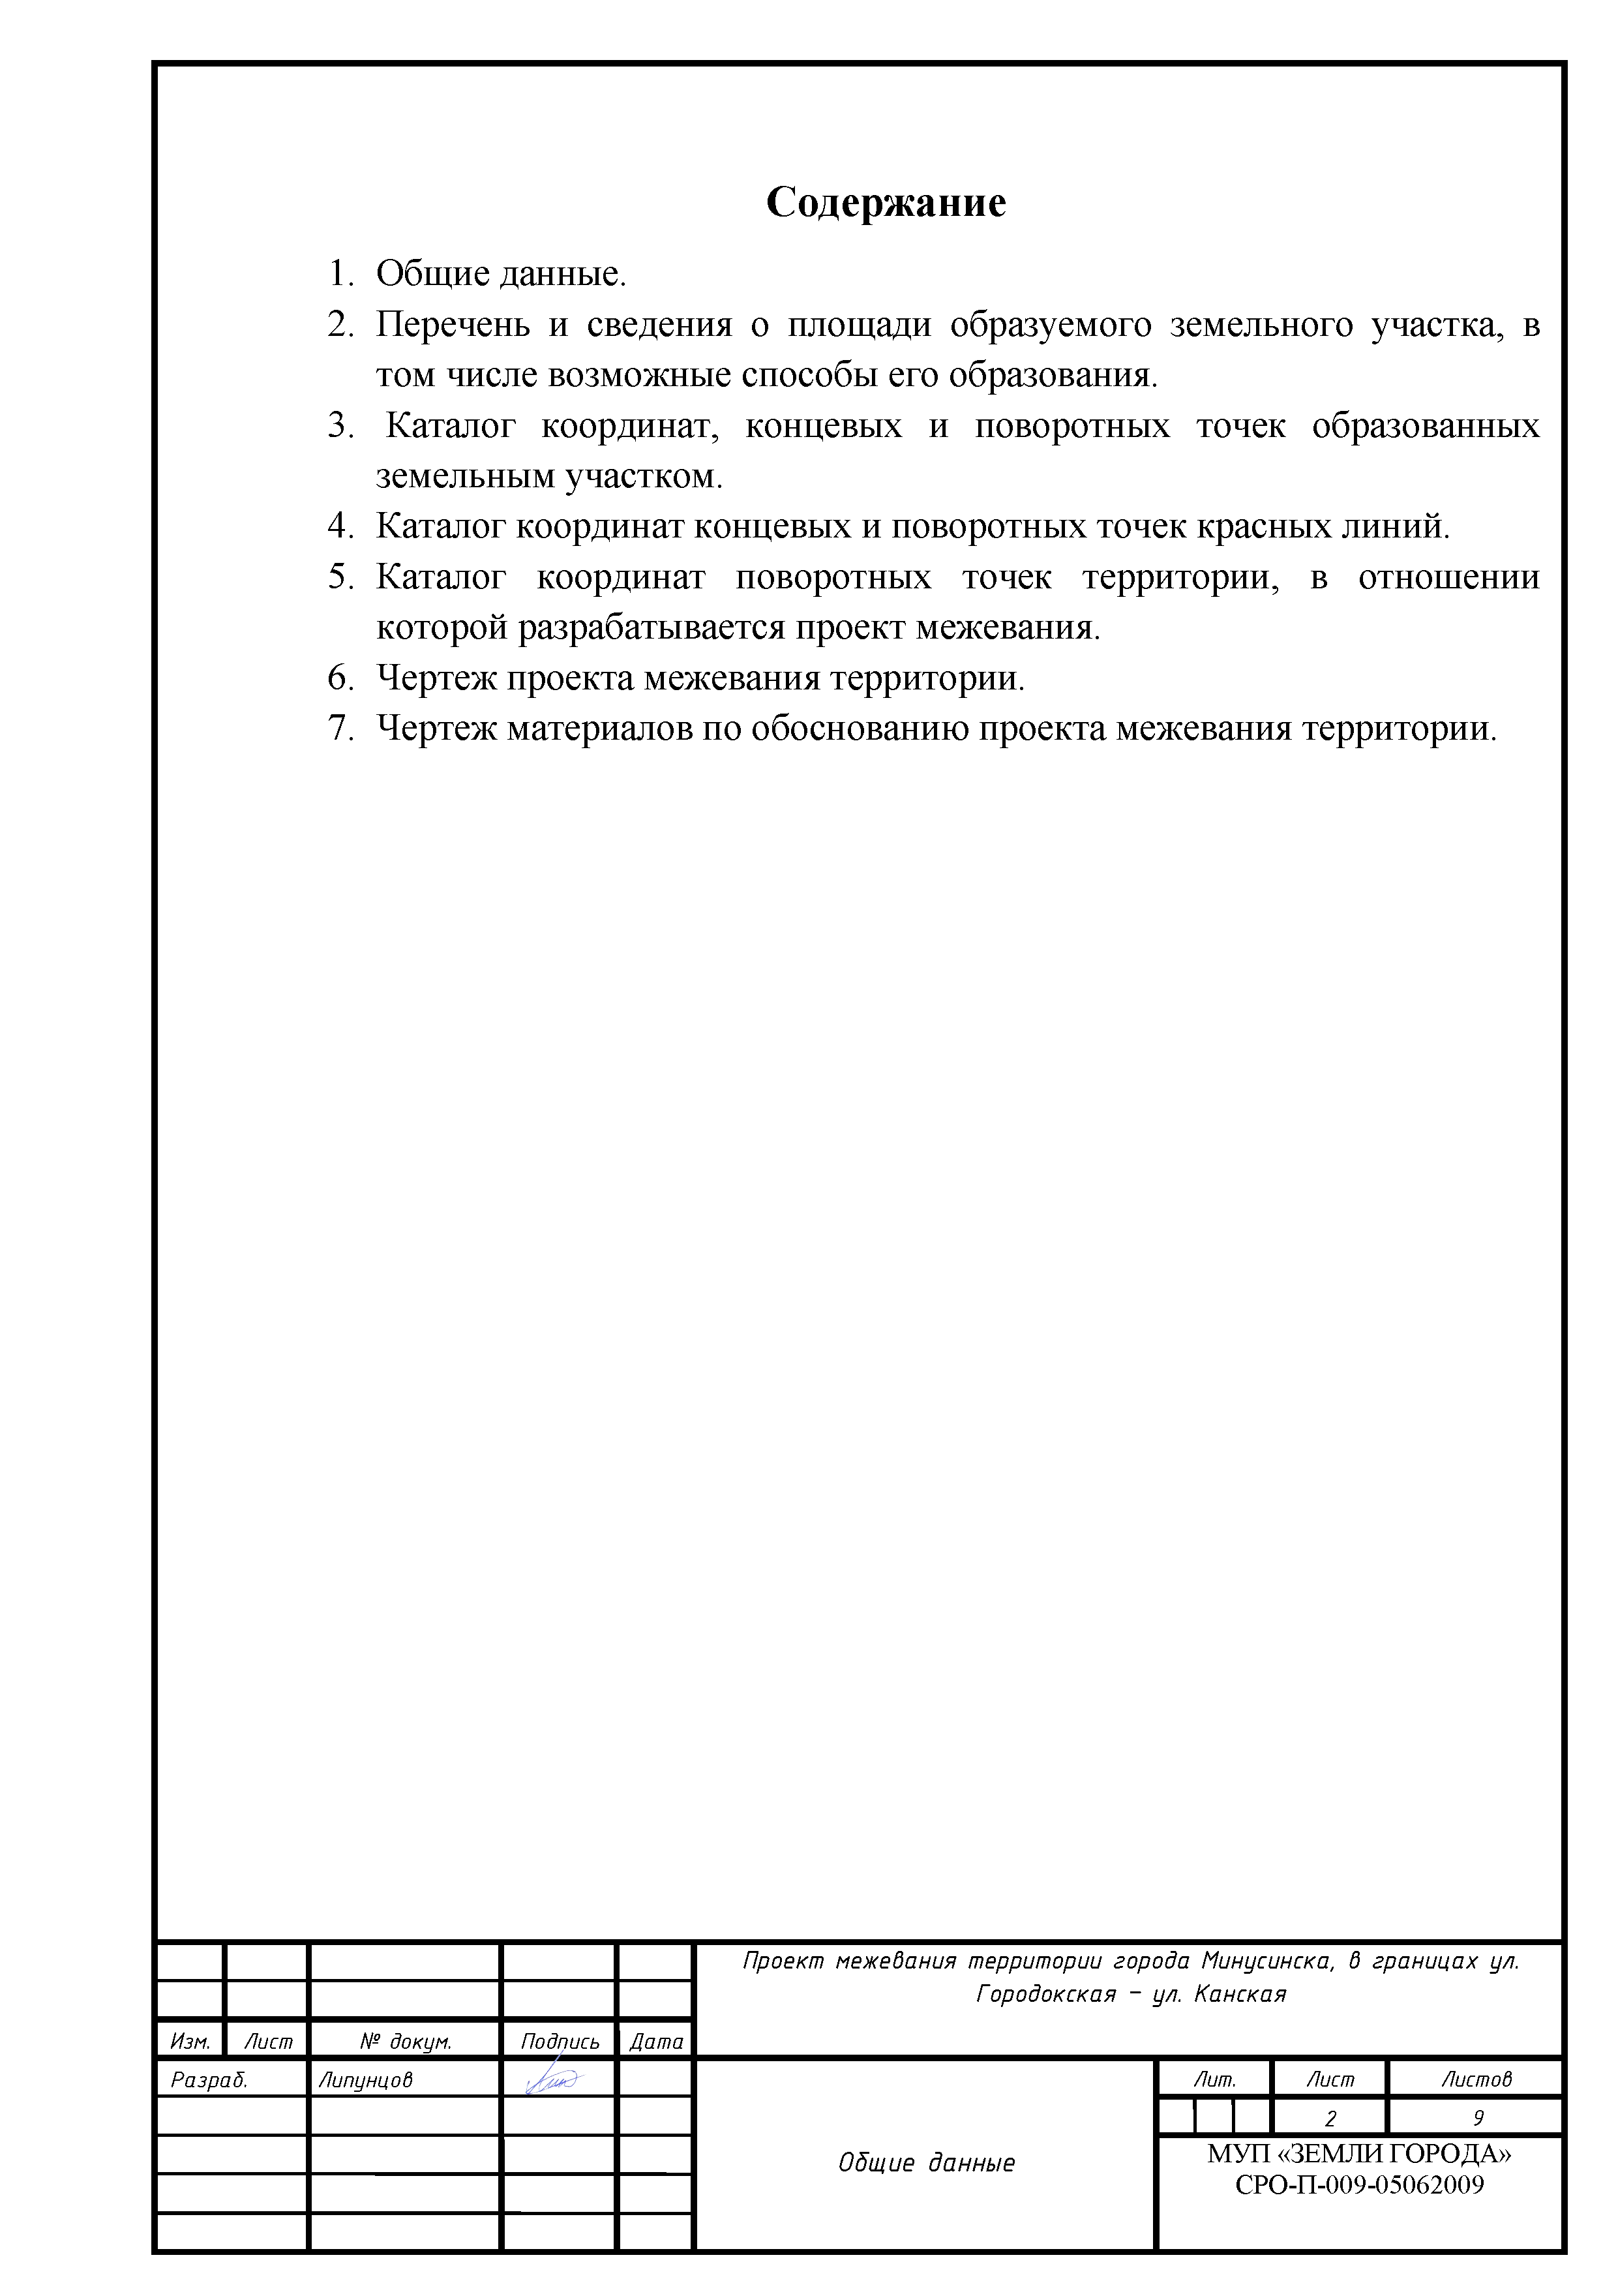 Содержание
1. Общие данные.
2. Перечень и сведения о площади образуемого земельного участка, в
том числе возможные способы его образования.
3. Каталог координат, концевых и поворотных точек образованных
земельным участком.
4. Каталог координат концевых и поворотных точек красных линий.
5. Каталог координат поворотных точек территории, в отношении
которой разрабатывается проект межевания.
6. Чертеж проекта межевания территории.
7. Чертеж материалов по обоснованию проекта межевания территории.
Проект межевания территории города Минусинска, в границах ул.
Городокская – ул. Канская
Изм. Лист № докум. Подпись Дата
Разраб. Липунцов
Лит. Лист Листов
2 9
Общие данные
МУП «ЗЕМЛИ ГОРОДА»
СРО-П-009-05062009